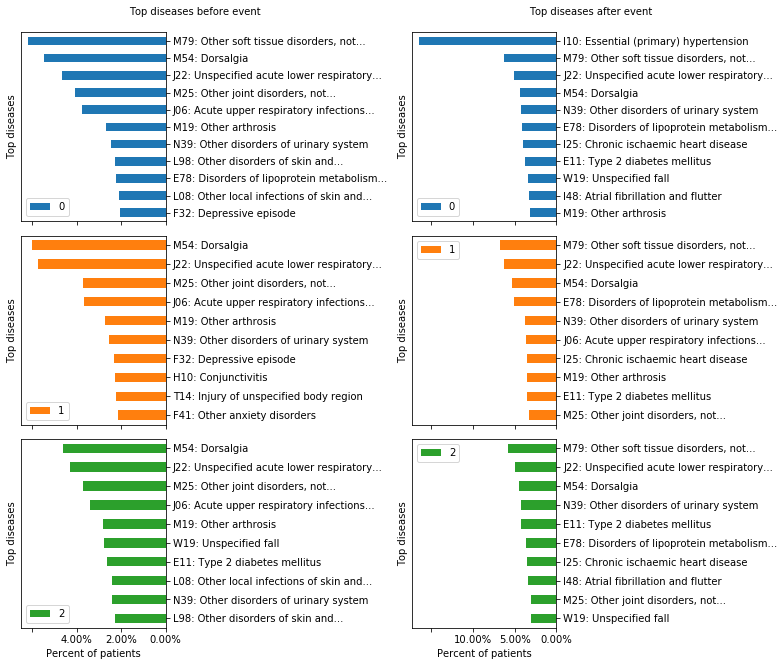 Top diseases before event
Top diseases
M79: Other soft tissue disorders, not...
M54: Dorsalgia
J22: Unspecified acute lower respiratory...
M25: Other joint disorders, not...
J06: Acute upper respiratory infections...
M19: Other arthrosis
N39: Other disorders of urinary system
L98: Other disorders of skin and...
E78: Disorders of lipoprotein metabolism...
L08: Other local infections of skin and...
F32: Depressive episode
0
Top diseases after event
Top diseases
I10: Essential (primary) hypertension
M79: Other soft tissue disorders, not...
J22: Unspecified acute lower respiratory...
M54: Dorsalgia
N39: Other disorders of urinary system
E78: Disorders of lipoprotein metabolism...
I25: Chronic ischaemic heart disease
E11: Type 2 diabetes mellitus
W19: Unspecified fall
I48: Atrial fibrillation and flutter
M19: Other arthrosis
0
Top diseases
M54: Dorsalgia
J22: Unspecified acute lower respiratory...
M25: Other joint disorders, not...
J06: Acute upper respiratory infections...
M19: Other arthrosis
N39: Other disorders of urinary system
F32: Depressive episode
H10: Conjunctivitis
T14: Injury of unspecified body region
F41: Other anxiety disorders
1
Top diseases
1
M79: Other soft tissue disorders, not...
J22: Unspecified acute lower respiratory...
M54: Dorsalgia
E78: Disorders of lipoprotein metabolism...
N39: Other disorders of urinary system
J06: Acute upper respiratory infections...
I25: Chronic ischaemic heart disease
M19: Other arthrosis
E11: Type 2 diabetes mellitus
M25: Other joint disorders, not...
Top diseases
M54: Dorsalgia
J22: Unspecified acute lower respiratory...
M25: Other joint disorders, not...
J06: Acute upper respiratory infections...
M19: Other arthrosis
W19: Unspecified fall
E11: Type 2 diabetes mellitus
L08: Other local infections of skin and...
N39: Other disorders of urinary system
L98: Other disorders of skin and...
2
4.00% 2.00% 0.00%
Percent of patients
Top diseases
2
M79: Other soft tissue disorders, not...
J22: Unspecified acute lower respiratory...
M54: Dorsalgia
N39: Other disorders of urinary system
E11: Type 2 diabetes mellitus
E78: Disorders of lipoprotein metabolism...
I25: Chronic ischaemic heart disease
I48: Atrial fibrillation and flutter
M25: Other joint disorders, not...
W19: Unspecified fall
10.00% 5.00% 0.00%
Percent of patients